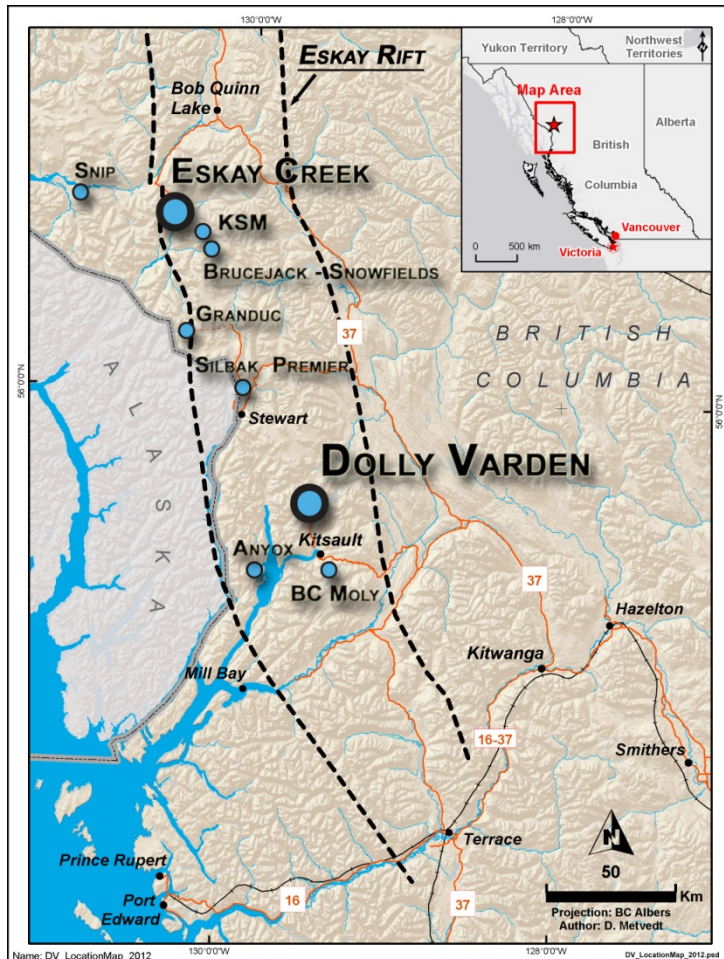 130°0'0"W
128°0'0"W
ESKAY RIFT
Bob Quinn
Lake
SNIP
ESKAY CREEK
KSM
BRUCEJACK - SNOWFIELDS
GRANDUC
37
SILBAK PREMIER
BRITISH
COLUMBIA
56°0'0"N
56°0'0"N
Stewart
ALASKA
DOLLY VARDEN
ANYOX
Kitsault
BC MOLY
37
Hazelton
Kitwanga
Mill Bay
16-37
Smithers
Terrace
Prince Rupert
Port
Edward
16
37
N
50
Km
Projection: BC Albers
Author: D. Metvedt
130°0'0"W
128°0'0"W
Name: DV_LocationMap_2012
DV_LocationMap_2012.psd
Yukon Territory
Northwest
Territories
N
Map Area
Alberta
British
Columbia
Vancouver
Victoria
0 500 km